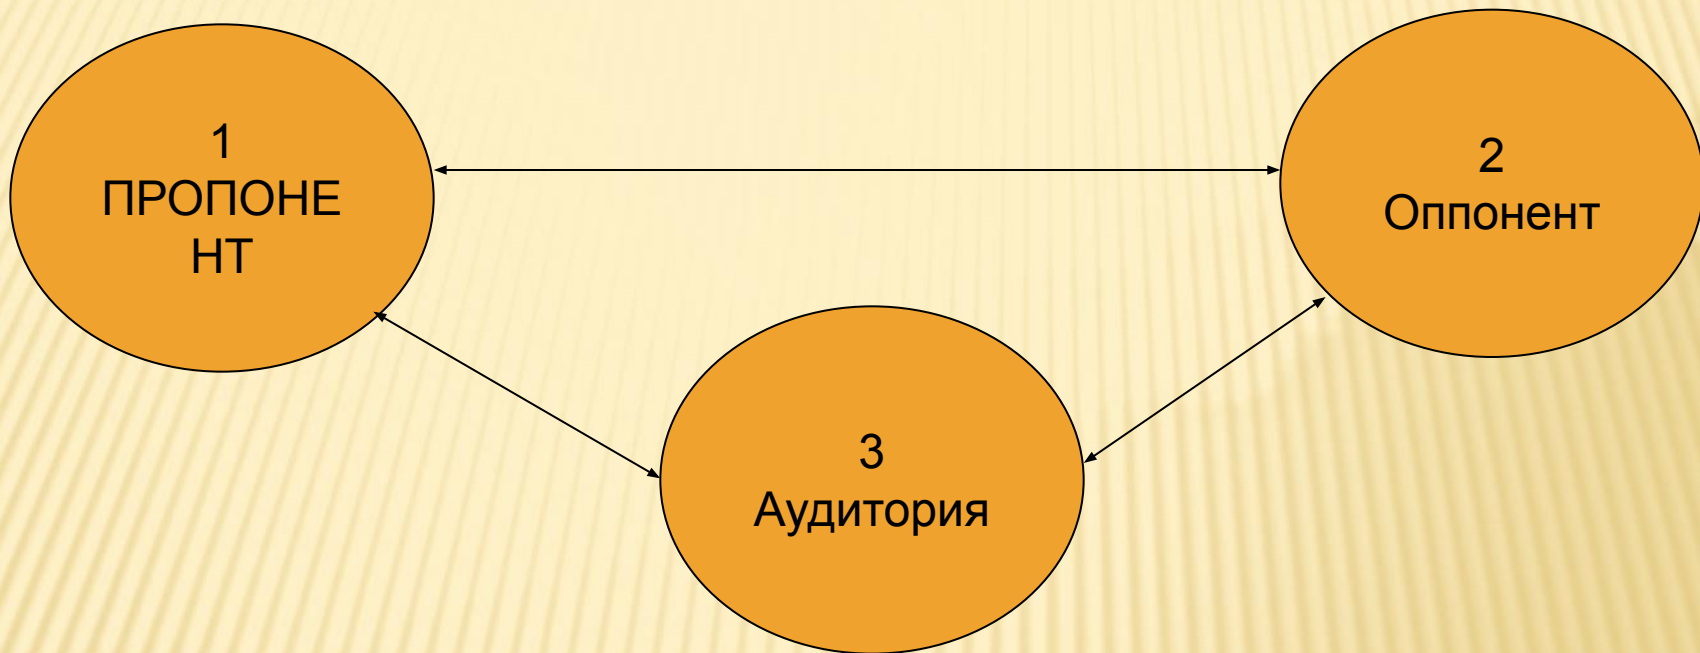 1
ПРОПОНЕ
НТ
2
Оппонент
3
Аудитория